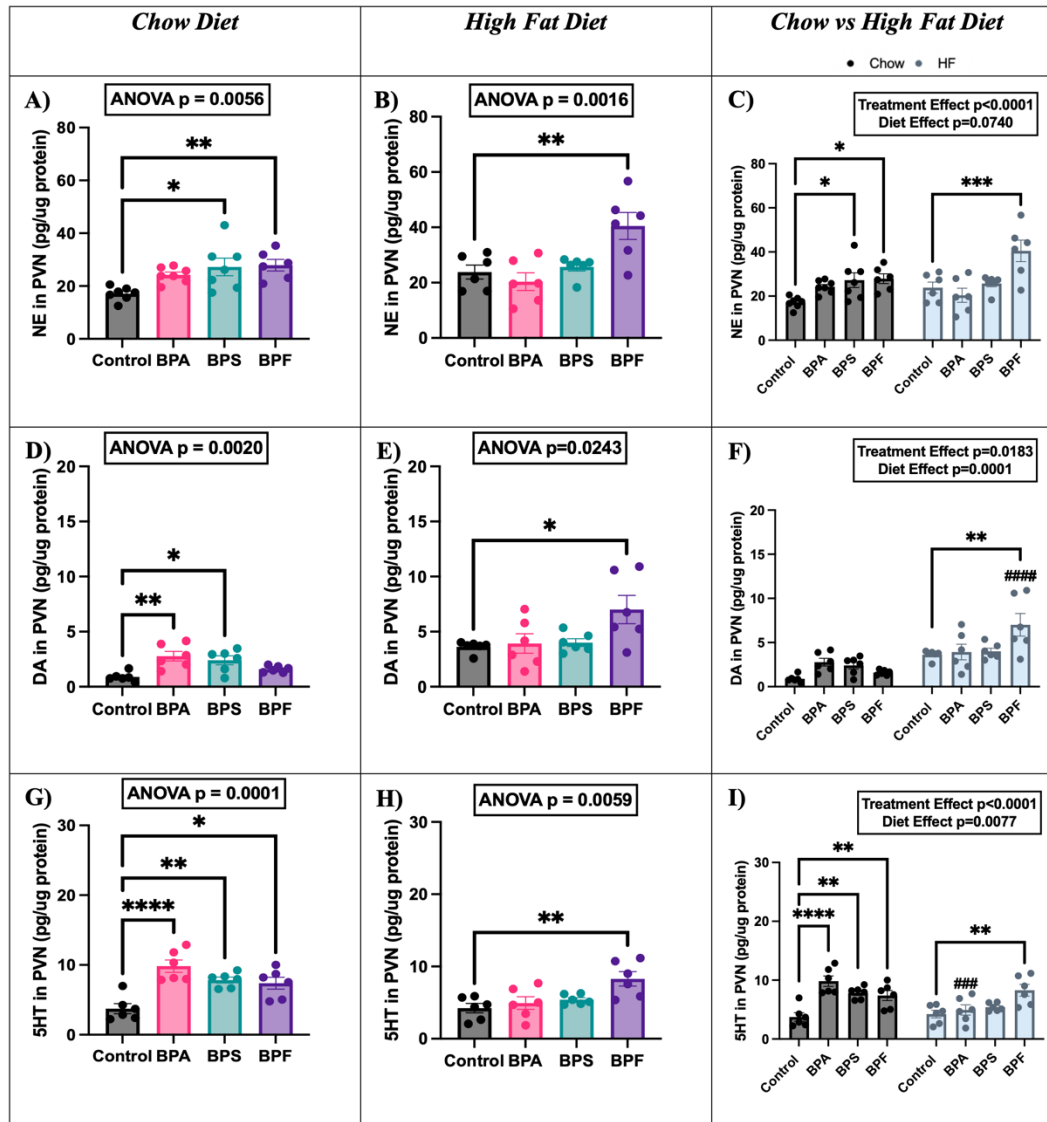 Chow Diet
High Fat Diet
Chow vs High Fat Diet
Chow HF
A)
ANOVA p = 0.0056
NE in PVN (pg/ug protein)
80
60
40
20
0
**
*
Control BPA BPS BPF
B)
ANOVA p = 0.0016
NE in PVN (pg/ug protein)
80
60
40
20
0
**
Control BPA BPS BPF
C)
Treatment Effect p<0.0001
Diet Effect p=0.0740
NE in PVN (pg/ug protein)
80
60
40
20
0
*
*
***
Control BPA BPS BPF Control BPA BPS BPF
D)
ANOVA p = 0.0020
DA in PVN (pg/ug protein)
20
15
10
5
0
*
**
Control BPA BPS BPF
E)
ANOVA p=0.0243
DA in PVN (pg/ug protein)
20
15
10
5
0
*
Control BPA BPS BPF
F)
Treatment Effect p=0.0183
Diet Effect p=0.0001
DA in PVN (pg/ug protein)
20
15
10
5
0
**
####
Control BPA BPS BPF Control BPA BPS BPF
G)
ANOVA p = 0.0001
5HT in PVN (pg/ug protein)
30
20
10
0
*
**
****
Control BPA BPS BPF
H)
ANOVA p = 0.0059
5HT in PVN (pg/ug protein)
30
20
10
0
**
Control BPA BPS BPF
I)
Treatment Effect p<0.0001
Diet Effect p=0.0077
5HT in PVN (pg/ug protein)
30
20
10
0
**
**
****
**
###
Control BPA BPS BPF Control BPA BPS BPF